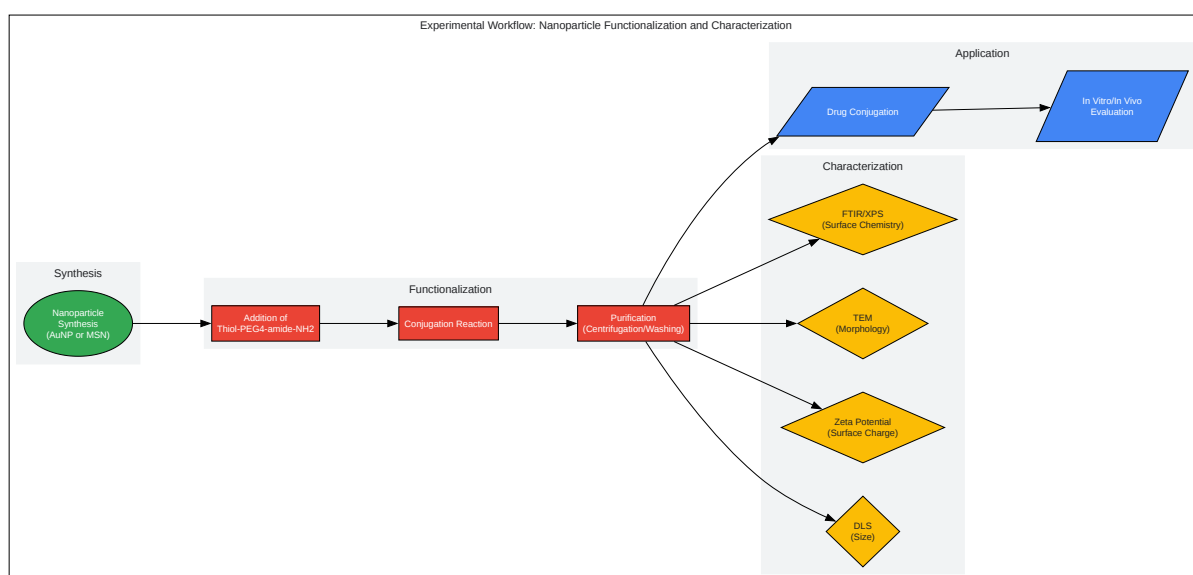 Experimental Workflow: Nanoparticle Functionalization and Characterization
Application
Drug Conjugation
In Vitro/In Vivo
Evaluation
Characterization
FTIR/XPS
(Surface Chemistry)
Synthesis
Nanoparticle
Synthesis
(AuNP or MSN)
Functionalization
Addition of
Thiol-PEG4-amide-NH2
Conjugation Reaction
Purification
(Centrifugation/Washing)
TEM
(Morphology)
Zeta Potential
(Surface Charge)
DLS
(Size)